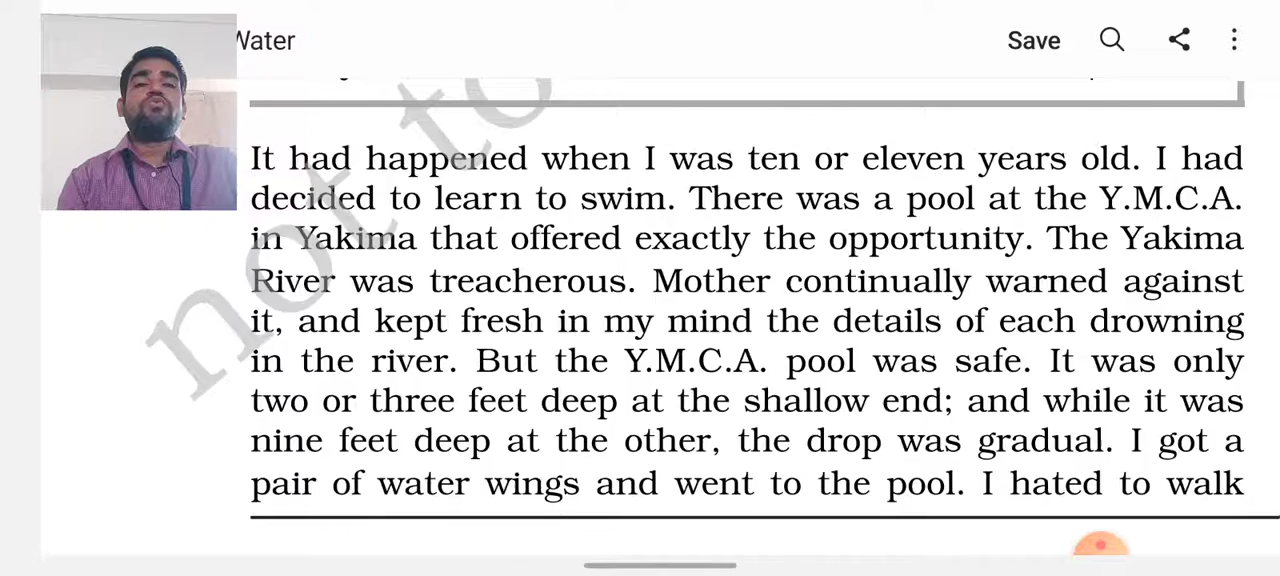 Water
Save
It had happened when I was ten or eleven years old. I had
decided to learn to swim. There was a pool at the Y.M.C.A.
in Yakima that offered exactly the opportunity. The Yakima
River was treacherous. Mother continually warned against
it, and kept fresh in my mind the details of each drowning
in the river. But the Y.M.C.A. pool was safe. It was only
two or three feet deep at the shallow end; and while it was
nine feet deep at the other, the drop was gradual. I got a
pair of water wings and went to the pool. I hated to walk
not to